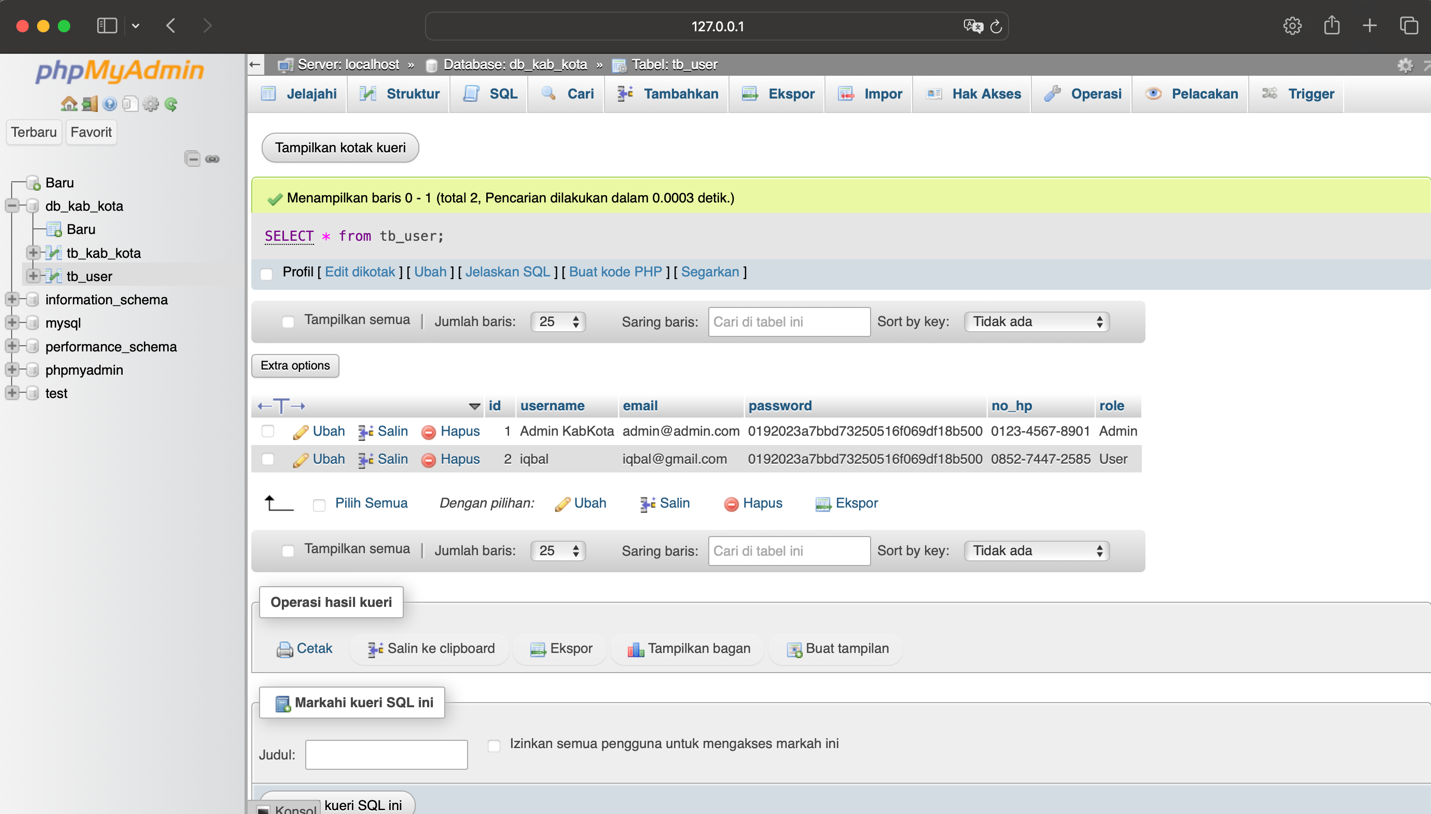 127.0.0.1
phpMyAdmin
Terbaru Favorit
Baru
db_kab_kota
Baru
tb_kab_kota
tb_user
information_schema
mysql
performance_schema
phpmyadmin
test
Server: localhost » Database: db_kab_kota » Tabel: tb_user
Jelajahi Struktur SQL Cari Tambahkan Ekspor Impor Hak Akses Operasi Pelacakan Trigger
Tampilkan kotak kueri
Menampilkan baris 0 - 1 (total 2, Pencarian dilakukan dalam 0.0003 detik.)
SELECT * from tb_user;
Profil [ Edit dikotak ] [ Ubah ] [ Jelaskan SQL ] [ Buat kode PHP ] [ Segarkan ]
Tampilkan semua | Jumlah baris: 25 Saring baris: Cari di tabel ini Sort by key: Tidak ada
Extra options
←T→ id username email password no_hp role
Ubah Salin Hapus 1 Admin KabKota admin@admin.com 0192023a7bbd73250516f069df18b500 0123-4567-8901 Admin
Ubah Salin Hapus 2 iqbal iqbal@gmail.com 0192023a7bbd73250516f069df18b500 0852-7447-2585 User
Pilih Semua Dengan pilihan: Ubah Salin Hapus Ekspor
Tampilkan semua | Jumlah baris: 25 Saring baris: Cari di tabel ini Sort by key: Tidak ada
Operasi hasil kueri
Cetak Salin ke clipboard Ekspor Tampilkan bagan Buat tampilan
Markahi kueri SQL ini
Judul: Izinkan semua pengguna untuk mengakses markah ini
Konsol kueri SQL ini